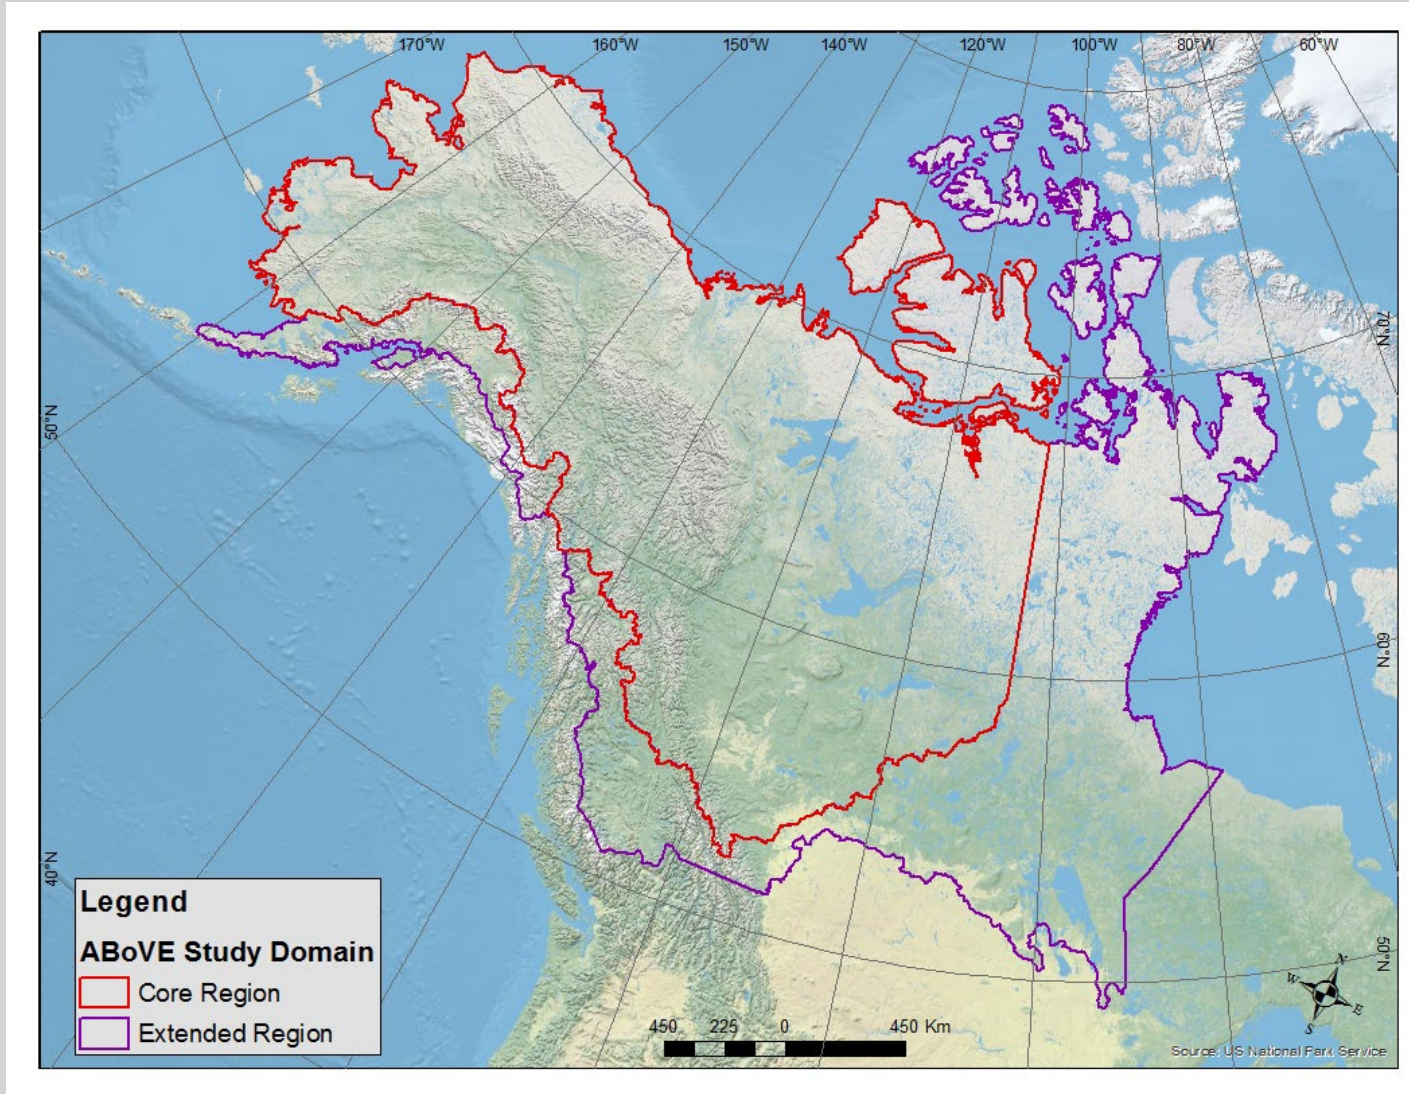 170°W
160°W
150°W
140°W
120°W
100°W
80°W
60°W
70°N
50°N
60°N
40°N
50°N
Legend
ABoVE Study Domain
Core Region
Extended Region
450 225 0 450 Km
N
W
E
S
Source: US National Park Service